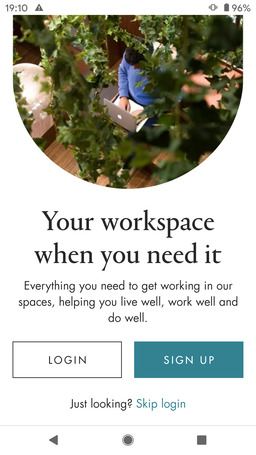 19:10
96%
Your workspace
when you need it
Everything you need to get working in our
spaces, helping you live well, work well and
do well.
LOGIN
SIGN UP
Just looking? Skip login